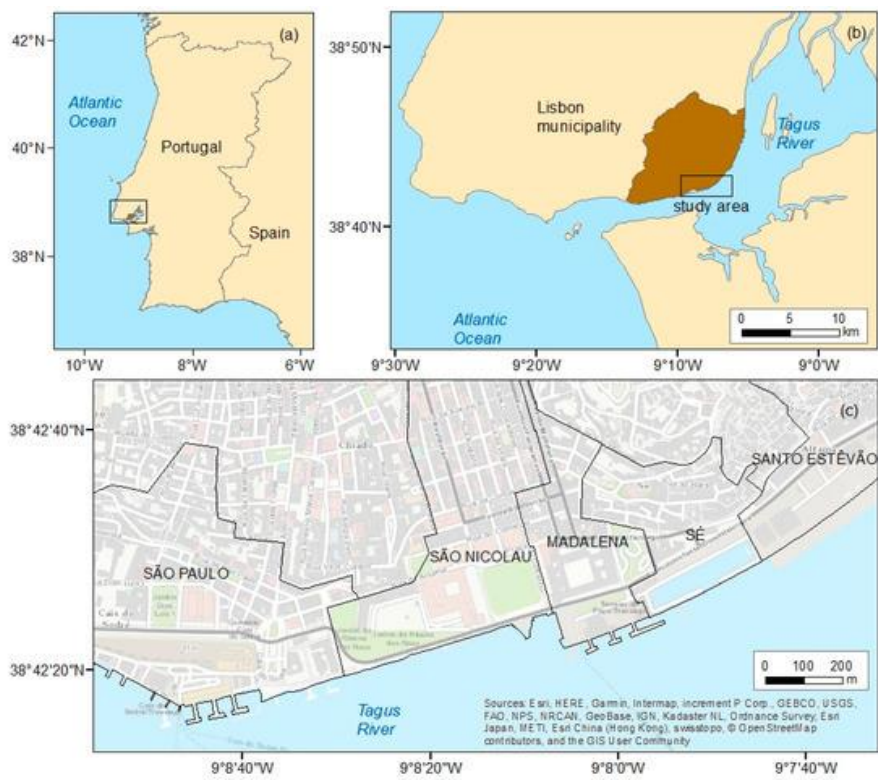 42°N
40°N
38°N
(a)
Atlantic
Ocean
Portugal
Spain
10°W
8°W
6°W
38°50'N
38°40'N
(b)
Lisbon
municipality
Tagus
River
study area
Atlantic
Ocean
0 5 10
km
9°30'W
9°20'W
9°10'W
9°0'W
38°42'40"N
38°42'20"N
(c)
Chiado
SANTO ESTÊVÃO
SÉ
MADALENA
SÃO NICOLAU
SÃO PAULO
Cais do
Sodré
Tagus
River
0 100 200
m
Sources: Esri, HERE, Garmin, Intermap, increment P Corp., GEBCO, USGS,
FAO, NPS, NRCAN, GeoBase, IGN, Kadaster NL, Ordnance Survey, Esri
Japan, METI, Esri China (Hong Kong), swisstopo, © OpenStreetMap
contributors, and the GIS User Community
9°8'40"W
9°8'20"W
9°8'0"W
9°7'40"W